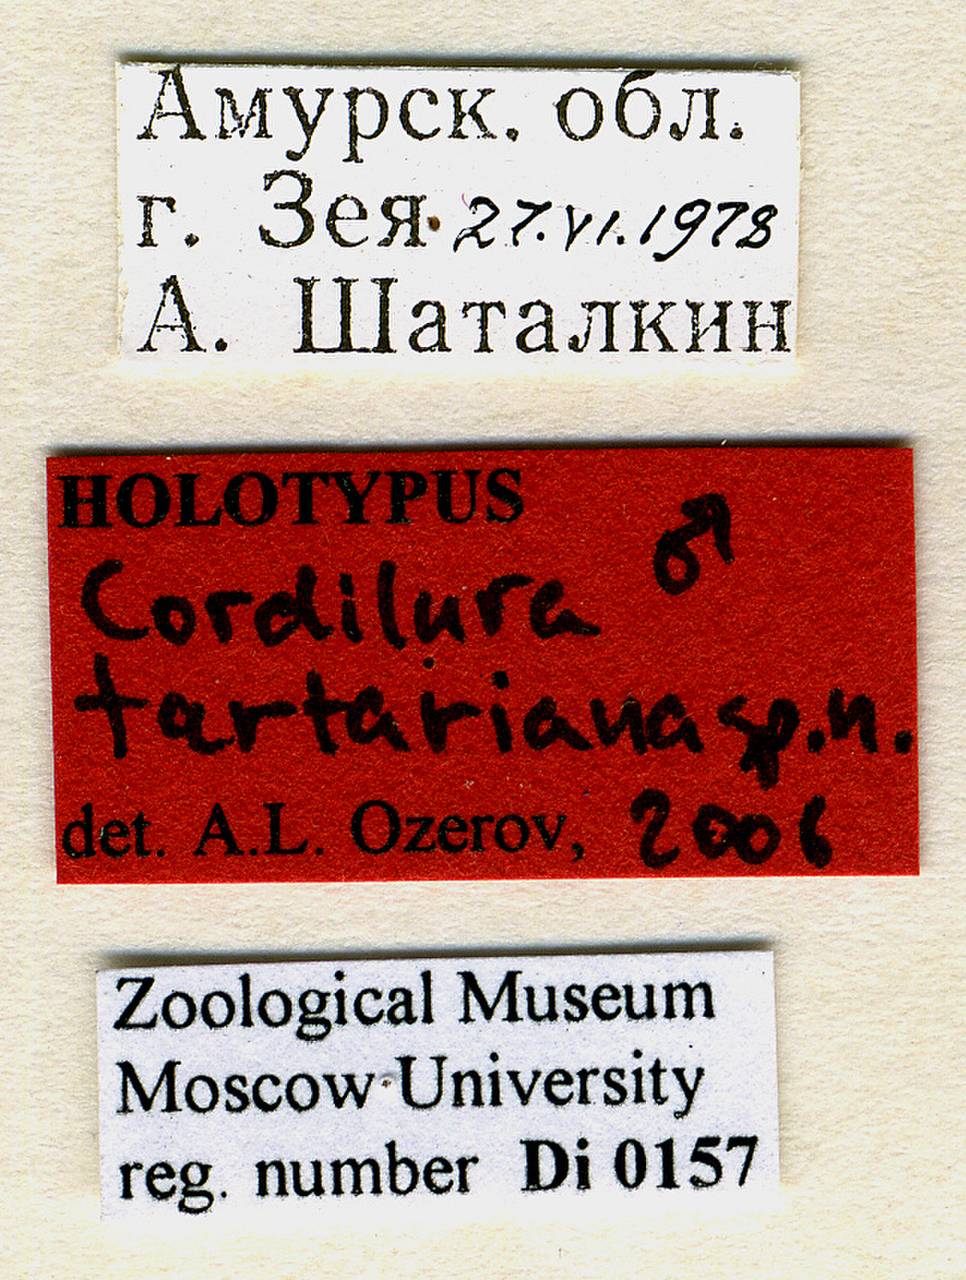 Амурск. обл.
г. Зея 27.VI.1978
А. Шаталкин
HOLOTYPUS ♂
Cordilura
tartariana sp.n.
det. A.L. Ozerov, 2006
Zoological Museum
Moscow University
reg. number Di 0157